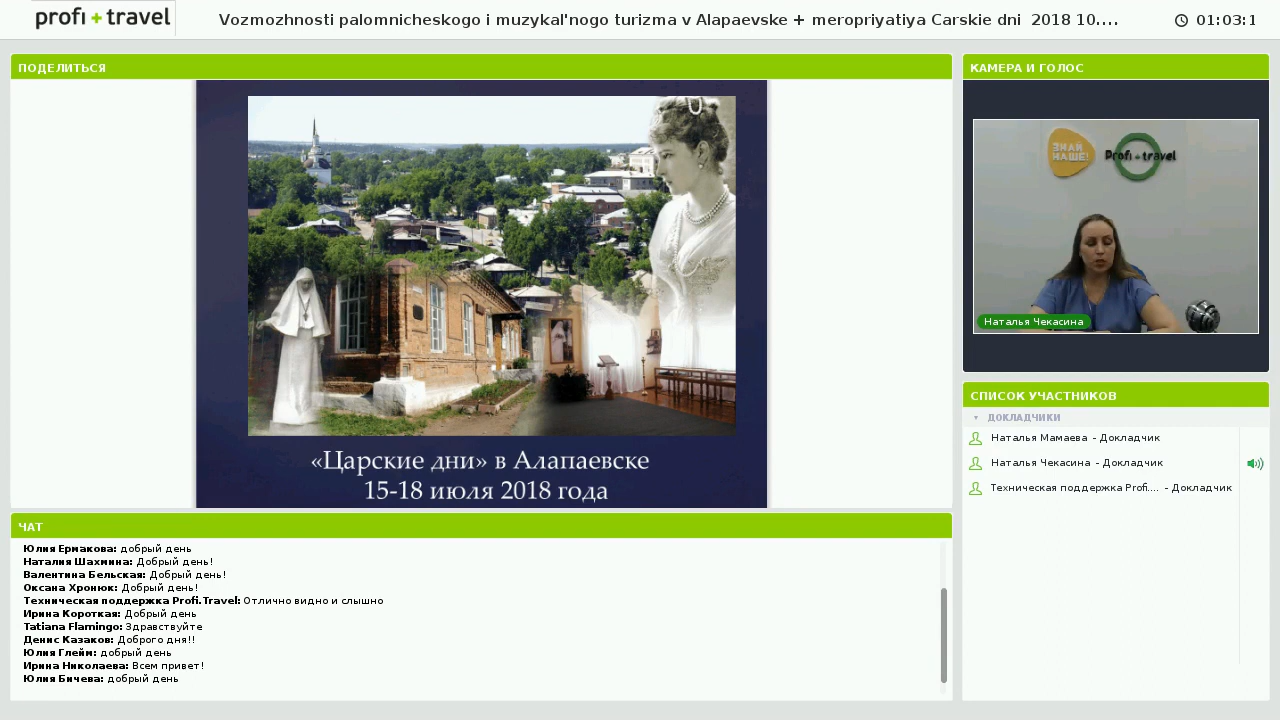 profi + travel
Vozmozhnosti palomnicheskogo i muzykal'nogo turizma v Alapaevske + meropriyatiya Carskie dni 2018 10....
01:03:1
ПОДЕЛИТЬСЯ
«Царские дни» в Алапаевске
15-18 июля 2018 года
КАМЕРА И ГОЛОС
ЗНАЙ
НАШЕ!
Profi travel
Наталья Чекасина
СПИСОК УЧАСТНИКОВ
ДОКЛАДЧИКИ
Наталья Мамаева - Докладчик
Наталья Чекасина - Докладчик
Техническая поддержка Profi.... - Докладчик
ЧАТ
Юлия Ермакова: добрый день
Наталия Шахмина: Добрый день!
Валентина Бельская: Добрый день!
Оксана Хронюк: Добрый день!
Техническая поддержка Profi.Travel: Отлично видно и слышно
Ирина Короткая: Добрый день
Tatiana Flamingo: Здравствуйте
Денис Казаков: Доброго дня!!
Юлия Глейм: добрый день
Ирина Николаева: Всем привет!
Юлия Бичева: добрый день